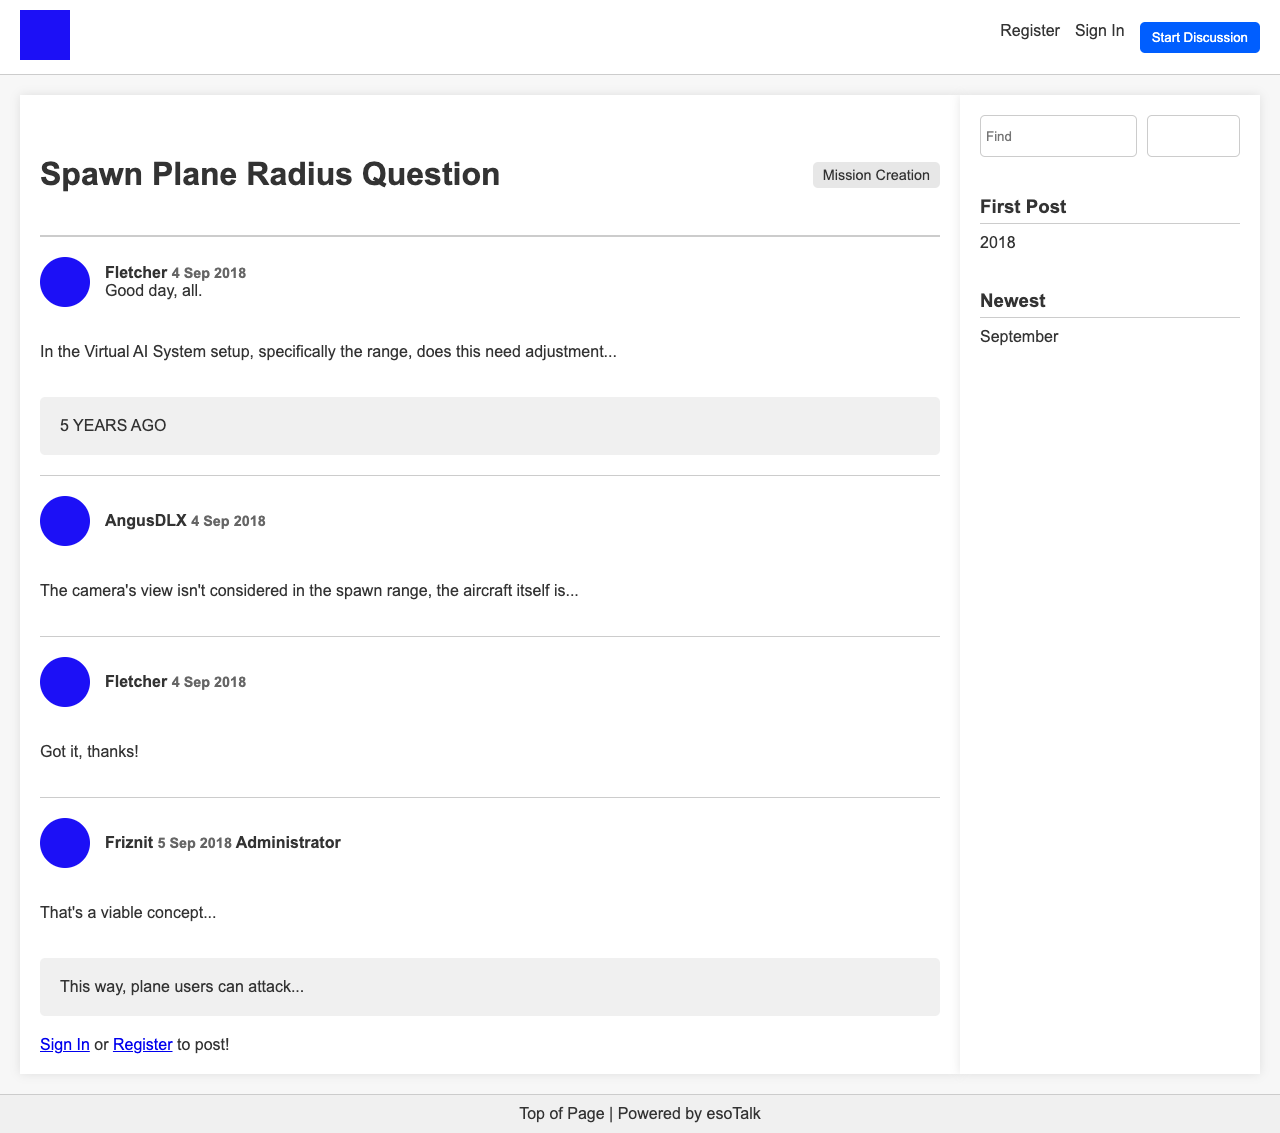 Register Sign In Start Discussion
Spawn Plane Radius Question
Mission Creation
Fletcher 4 Sep 2018
Good day, all.
In the Virtual AI System setup, specifically the range, does this need adjustment...
5 YEARS AGO
AngusDLX 4 Sep 2018
The camera's view isn't considered in the spawn range, the aircraft itself is...
Fletcher 4 Sep 2018
Got it, thanks!
Friznit 5 Sep 2018 Administrator
That's a viable concept...
This way, plane users can attack...
Sign In or Register to post!
Find
First Post
2018
Newest
September
Top of Page | Powered by esoTalk